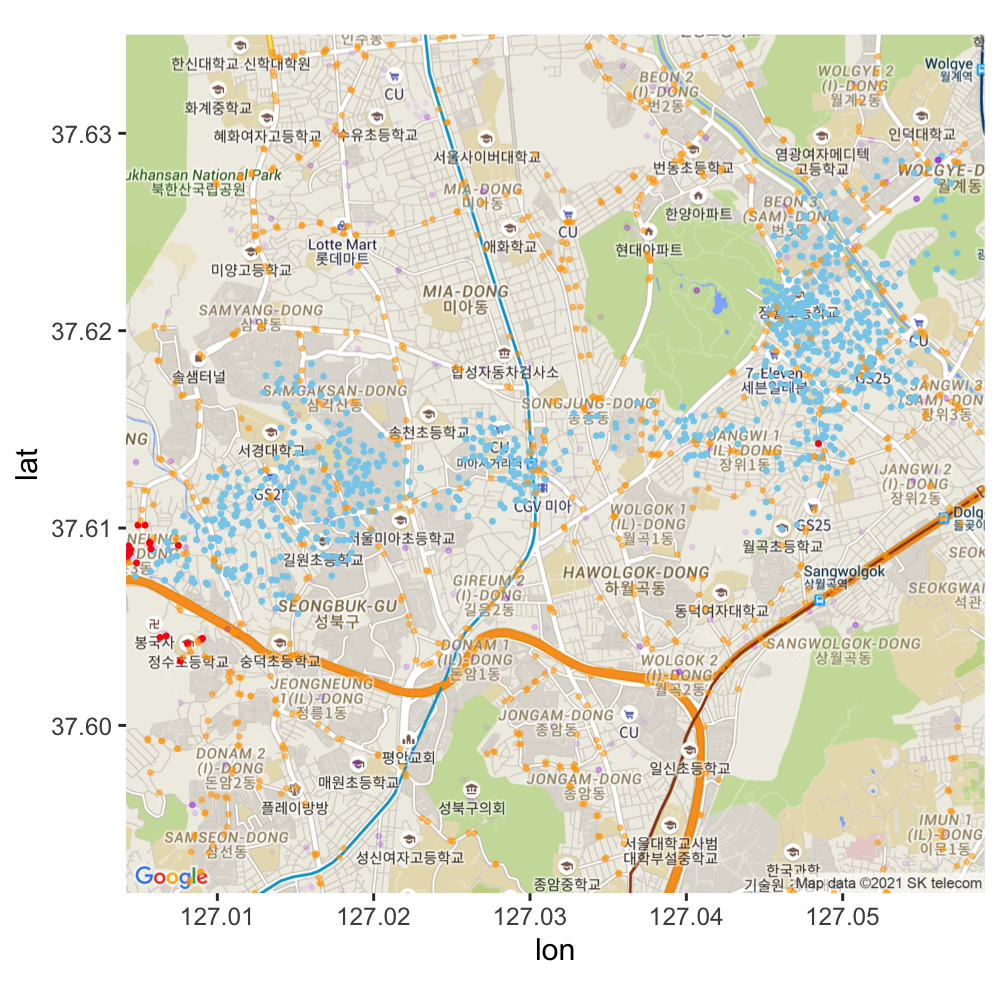 한신대학교 신학대학원
화계중학교
혜화여자고등학교
수유초등학교
CU
서울사이버대학교
BEON 2
(I)-DONG
번2동
WOLGYE 2
(I)-DONG
월계2동
Wolgye
월계역
인덕대학교
염광여자메디텍
고등학교
번동초등학교
한양아파트
BEON 3
(SAM)-DONG
번3동
WOLGYE-D
월계동
ukhansan National Park
북한산국립공원
MIA-DONG
미아동
CU
현대아파트
Lotte Mart
롯데마트
애화학교
미양고등학교
MIA-DONG
미아동
SAMYANG-DONG
삼양동
솔샘터널
합성자동차검사소
7-Eleven
세븐일레븐
GS25
CU
SAMGAKSAN-DONG
삼각산동
SONGJUNG-DONG
송중동
JANGWI 3
(SAM)-DONG
장위3동
송천초등학교
서경대학교
CU
미아사거리역
JANGWI 1
(IL)-DONG
장위1동
JANGWI 2
(I)-DONG
장위2동
GS25
CGV 미아
WOLGOK 1
(IL)-DONG
월곡1동
GS25
월곡초등학교
서울미아초등학교
길원초등학교
HAWOLGOK-DONG
하월곡동
Sangwolgok
상월곡역
GIREUM 2
(I)-DONG
길음2동
SEONGBUK-GU
성북구
동덕여자대학교
SEOKGWAN
석관
봉국사
정수초등학교
숭덕초등학교
DONAM 1
(IL)-DONG
돈암1동
SANGWOLGOK-DONG
상월곡동
WOLGOK 2
(I)-DONG
월곡2동
JEONGNEUNG
1(IL)-DONG
정릉1동
JONGAM-DONG
종암동
CU
DONAM 2
(I)-DONG
돈암2동
평안교회
매원초등학교
일신초등학교
JONGAM-DONG
종암동
플레이방방
성북구의회
SAMSEON-DONG
삼선동
성신여자고등학교
서울대학교사범
대학부설중학교
IMUN 1
(IL)-DONG
이문1동
종암중학교
한국과학
기술원
Google
Map data ©2021 SK telecom
37.63
37.62
37.61
37.60
127.01
127.02
127.03
127.04
127.05
lon
lat